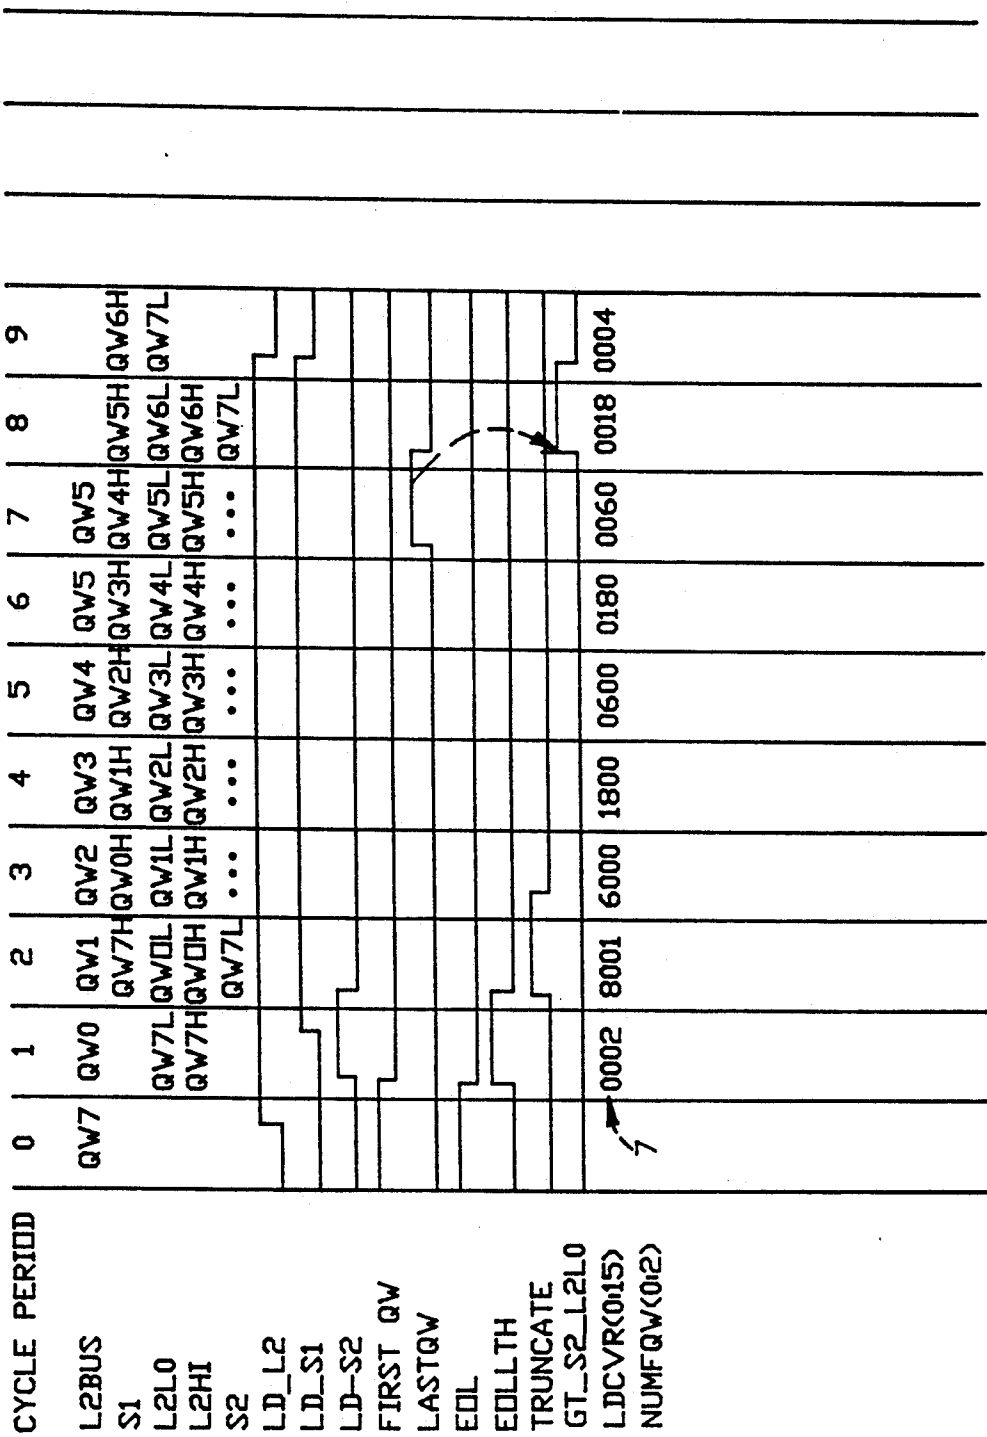 CYCLE PERIOD 0 1 2 3 4 5 6 7 8 9
L2BUS QW7 QW0 QW1 QW2 QW3 QW4 QW5 QW5
S1 QW7H QW0H QW1H QW2H QW3H QW4H QW5H QW6H
L2LO QW7L QW0L QW1L QW2L QW3L QW4L QW5L QW6L QW7L
L2HI QW7H QW0H QW1H QW2H QW3H QW4H QW5H QW6H
S2 QW7L ... ... ... ... ... QW7L
LD_L2
LD_S1
LD-S2
FIRST QW
LASTQW
EOL
EOLLTH
TRUNCATE
GT_S2_L2LO
LDCVR(0:15) 0002 8001 6000 1800 0600 0180 0060 0018 0004
NUMFQW(0:2) 7